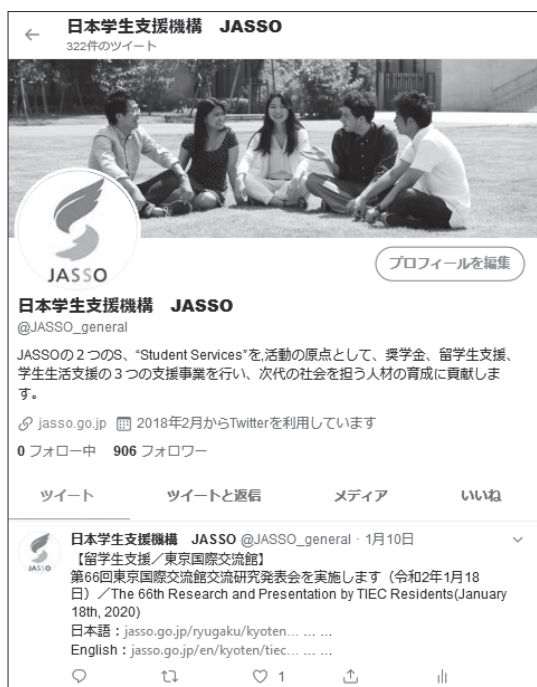 日本学生支援機構　JASSO
322件のツイート
JASSO
プロフィールを編集
日本学生支援機構　JASSO
@JASSO_general
JASSOの２つのS、“Student Services”を,活動の原点として、奨学金、留学生支援、
学生生活支援の３つの支援事業を行い、次代の社会を担う人材の育成に貢献しま
す。
jasso.go.jp 2018年2月からTwitterを利用しています
0 フォロー中 906 フォロワー
ツイート ツイートと返信 メディア いいね
JASSO
日本学生支援機構　JASSO @JASSO_general · 1月10日
【留学生支援／東京国際交流館】
第66回東京国際交流館交流研究発表会を実施します（令和2年1月18
日）／The 66th Research and Presentation by TIEC Residents(January
18th, 2020)
日本語：jasso.go.jp/ryugaku/kyoten... ... ...
English：jasso.go.jp/en/kyoten/tiec... ... ...
1